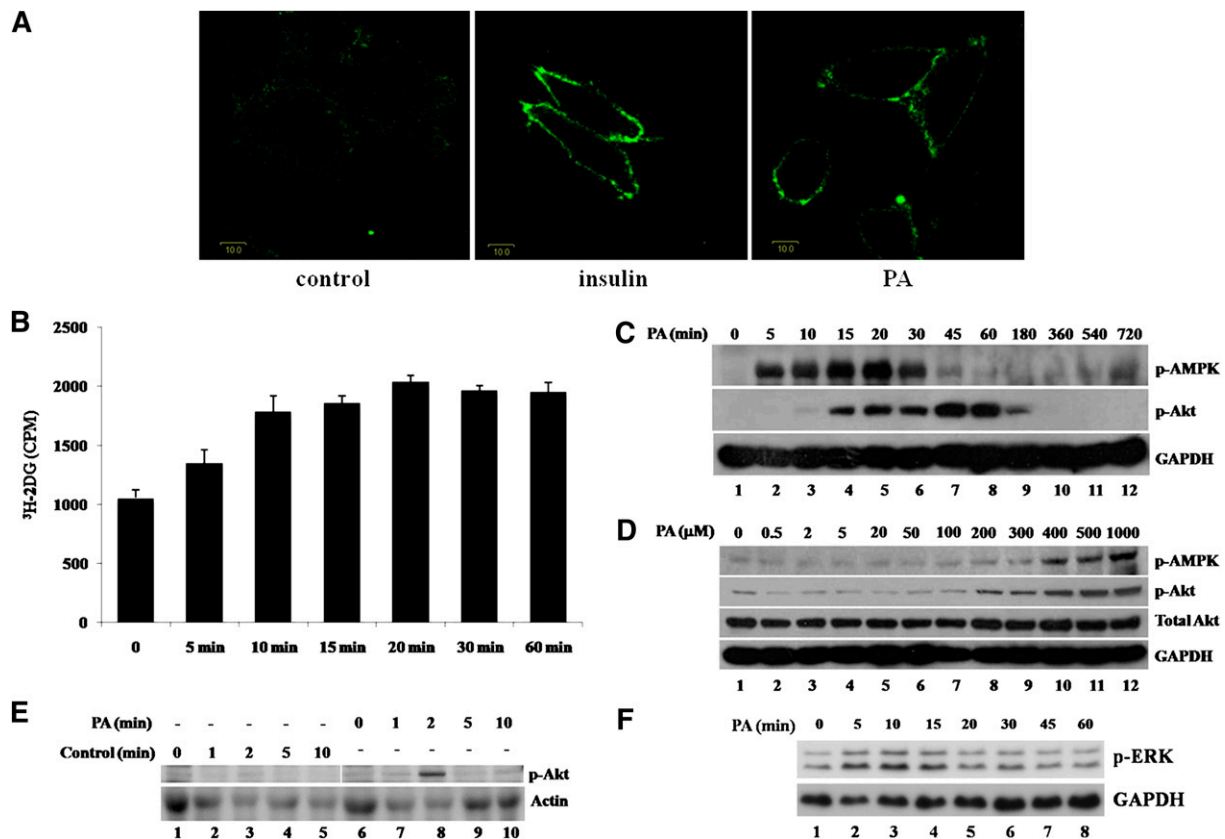 A
10.0
10.0
10.0
control
insulin
PA
B
2500
2000
1500
1000
500
0
³H-2DG (CPM)
0 5 min 10 min 15 min 20 min 30 min 60 min
C
PA (min) 0 5 10 15 20 30 45 60 180 360 540 720
p-AMPK
p-Akt
GAPDH
1 2 3 4 5 6 7 8 9 10 11 12
D
PA (μM) 0 0.5 2 5 20 50 100 200 300 400 500 1000
p-AMPK
p-Akt
Total Akt
GAPDH
1 2 3 4 5 6 7 8 9 10 11 12
E
PA (min) - - - - - 0 1 2 5 10
Control (min) 0 1 2 5 10 - - - - -
p-Akt
Actin
1 2 3 4 5 6 7 8 9 10
F
PA (min) 0 5 10 15 20 30 45 60
p-ERK
GAPDH
1 2 3 4 5 6 7 8